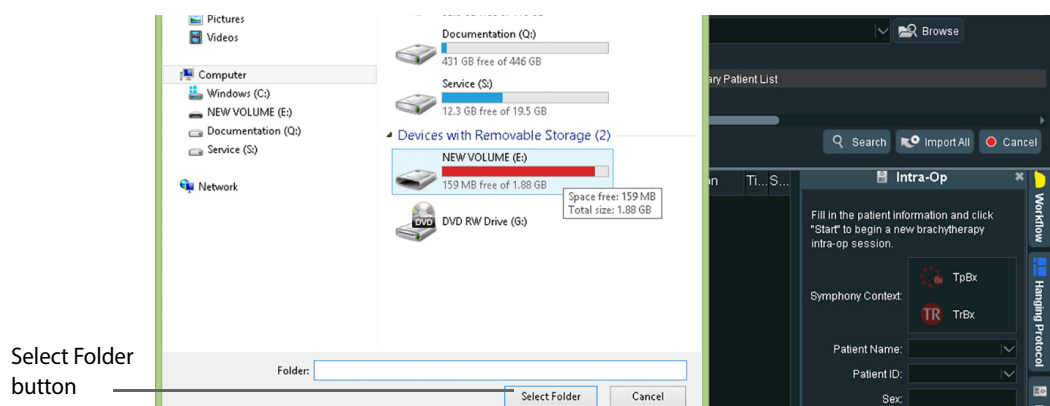 Pictures
Videos
Computer
Windows (C:)
NEW VOLUME (E:)
Documentation (Q:)
Service (S:)
Network
Documentation (Q:)
431 GB free of 446 GB
Service (S:)
12.3 GB free of 19.5 GB
Devices with Removable Storage (2)
NEW VOLUME (E:)
159 MB free of 1.88 GB
Space free: 159 MB
Total size: 1.88 GB
DVD
DVD RW Drive (G:)
Folder:
Select Folder
Cancel
Select Folder
button
Browse
ary Patient List
Search
Import All
Cancel
on
Ti...
S...
Intra-Op
Fill in the patient information and click
"Start" to begin a new brachytherapy
intra-op session.
Symphony Context:
TpBx
TR
TrBx
Patient Name:
Patient ID:
Sex:
Workflow
Hanging Protocol